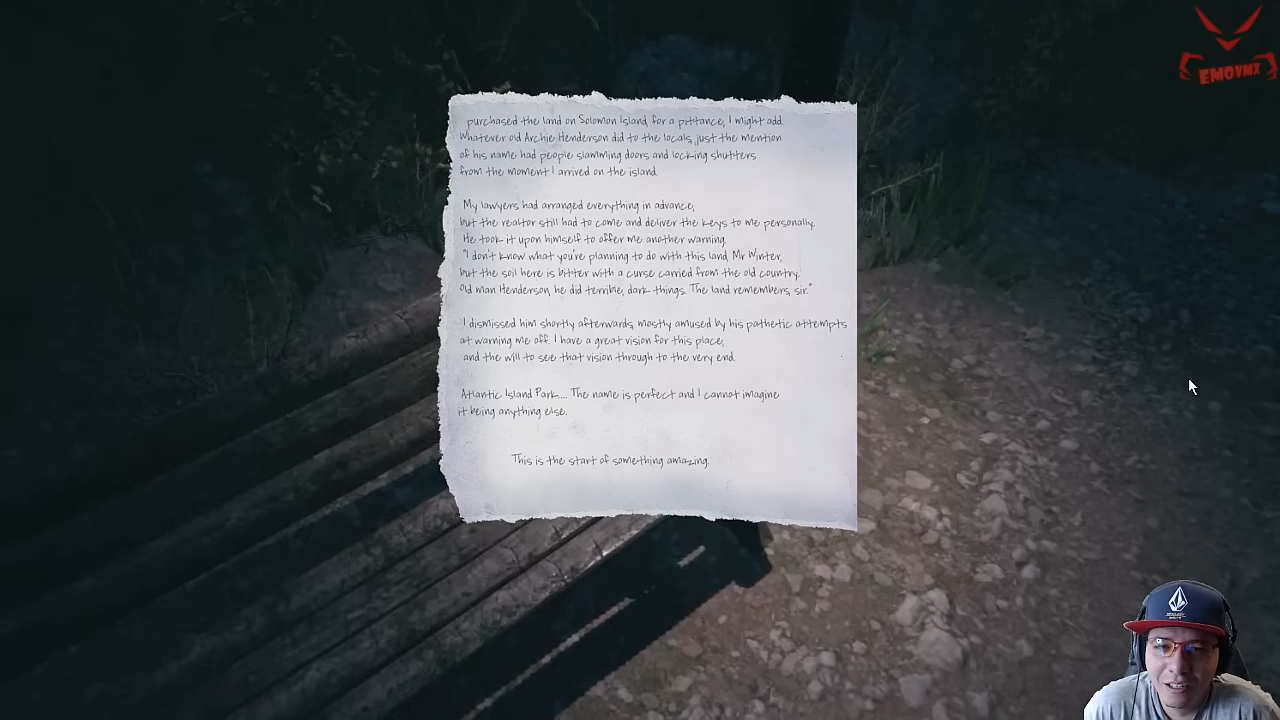 purchased the land on Solomon Island, for a pittance, I might add.
Whatever old Archie Henderson did to the locals, just the mention
of his name had people slamming doors and locking shutters
from the moment I arrived on the island.
My lawyers had arranged everything in advance,
but the realtor still had to come and deliver the keys to me personally.
He took it upon himself to offer me another warning.
"I don't know what you're planning to do with this land, Mr Winter,
but the soil here is bitter with a curse carried from the old country.
Old man Henderson, he did terrible, dark things. The land remembers, sir."
I dismissed him shortly afterwards, mostly amused by his pathetic attempts
at warning me off. I have a great vision for this place,
and the will to see that vision through to the very end.
Atlantic Island Park.... The name is perfect and I cannot imagine
it being anything else.
This is the start of something amazing.
EMOVMX